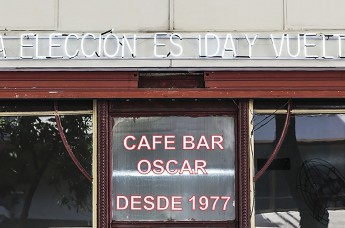 A ELECCIÓN ES IDA Y VUELT
CAFE BAR
OSCAR
DESDE 1977